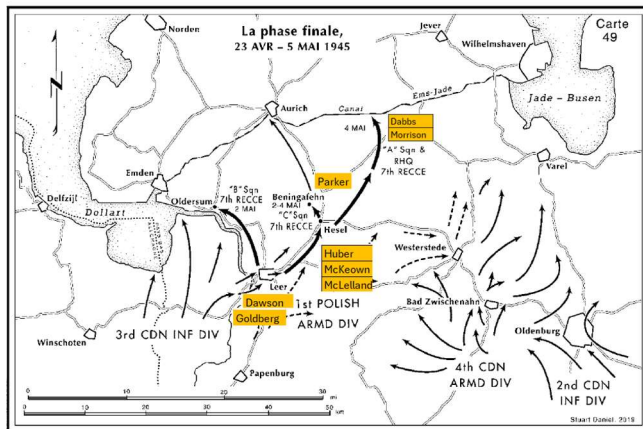 La phase finale,
23 AVR – 5 MAI 1945
Carte
49
Norden
Jever
Wilhelmshaven
N
Jade - Busen
Ems-Jade
Canal
Aurich
4 MAI
Dabbs
Morrison
"A" Sqn &
RHQ
7th RECCE
Varel
Emden
Parker
"B" Sqn
7th RECCE
2 MAI
Oldersum
Beningafehn
2-4 MAI
"C" Sqn
7th RECCE
Delfzijl
Dollart
Hesel
Westerstede
Huber
McKeown
McLelland
Leer
Bad Zwischenahn
Dawson
Goldberg
1st POLISH
ARMD DIV
Oldenburg
3rd CDN INF DIV
Winschoten
4th CDN
ARMD DIV
2nd CDN
INF DIV
Papenburg
0 10 20 30
mi.
0 10 20 30 40 50
Stuart Daniel, 2019